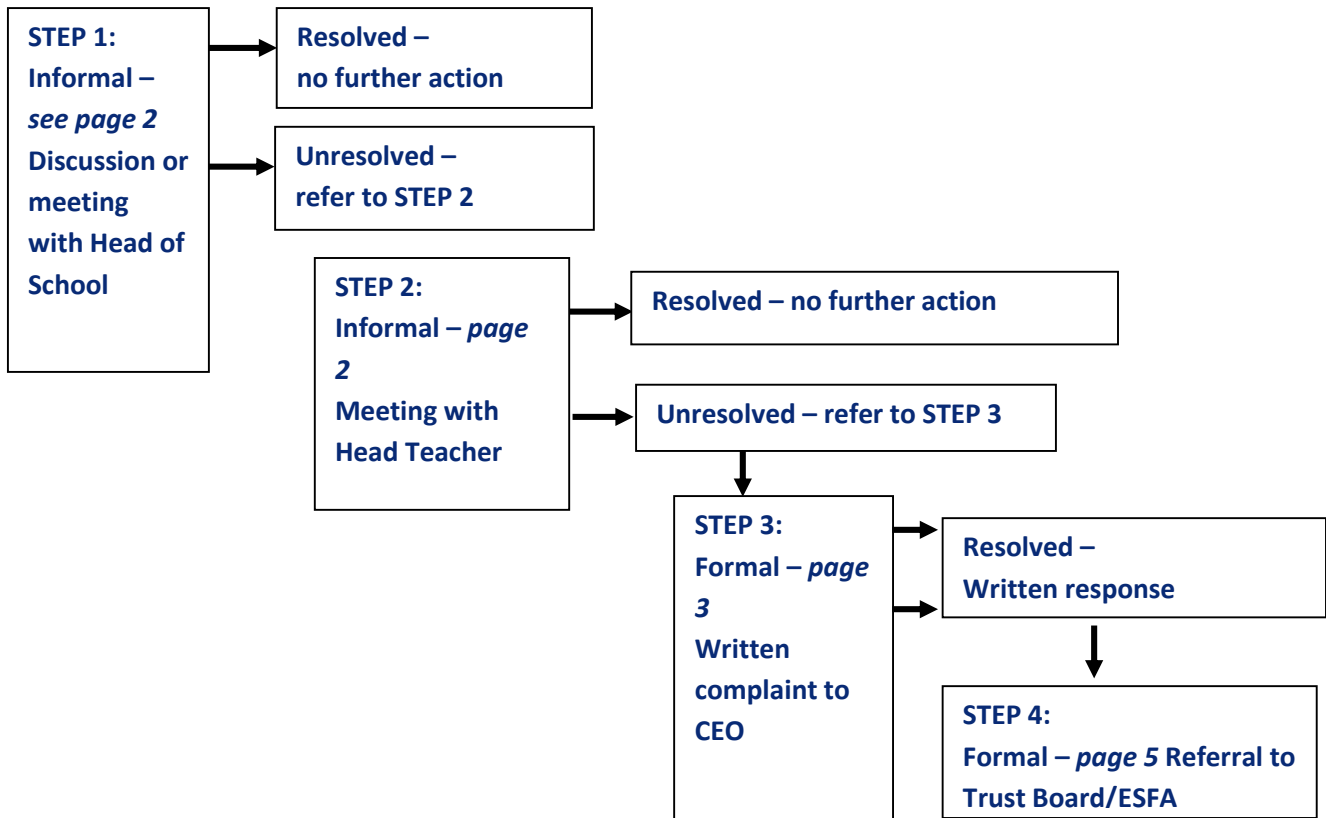 STEP 1:
Informal –
see page 2
Discussion or
meeting
with Head of
School
Resolved –
no further action
Unresolved –
refer to STEP 2
STEP 2:
Informal – page
2
Meeting with
Head Teacher
Resolved – no further action
Unresolved – refer to STEP 3
STEP 3:
Formal – page
3
Written
complaint to
CEO
Resolved –
Written response
STEP 4:
Formal – page 5 Referral to
Trust Board/ESFA